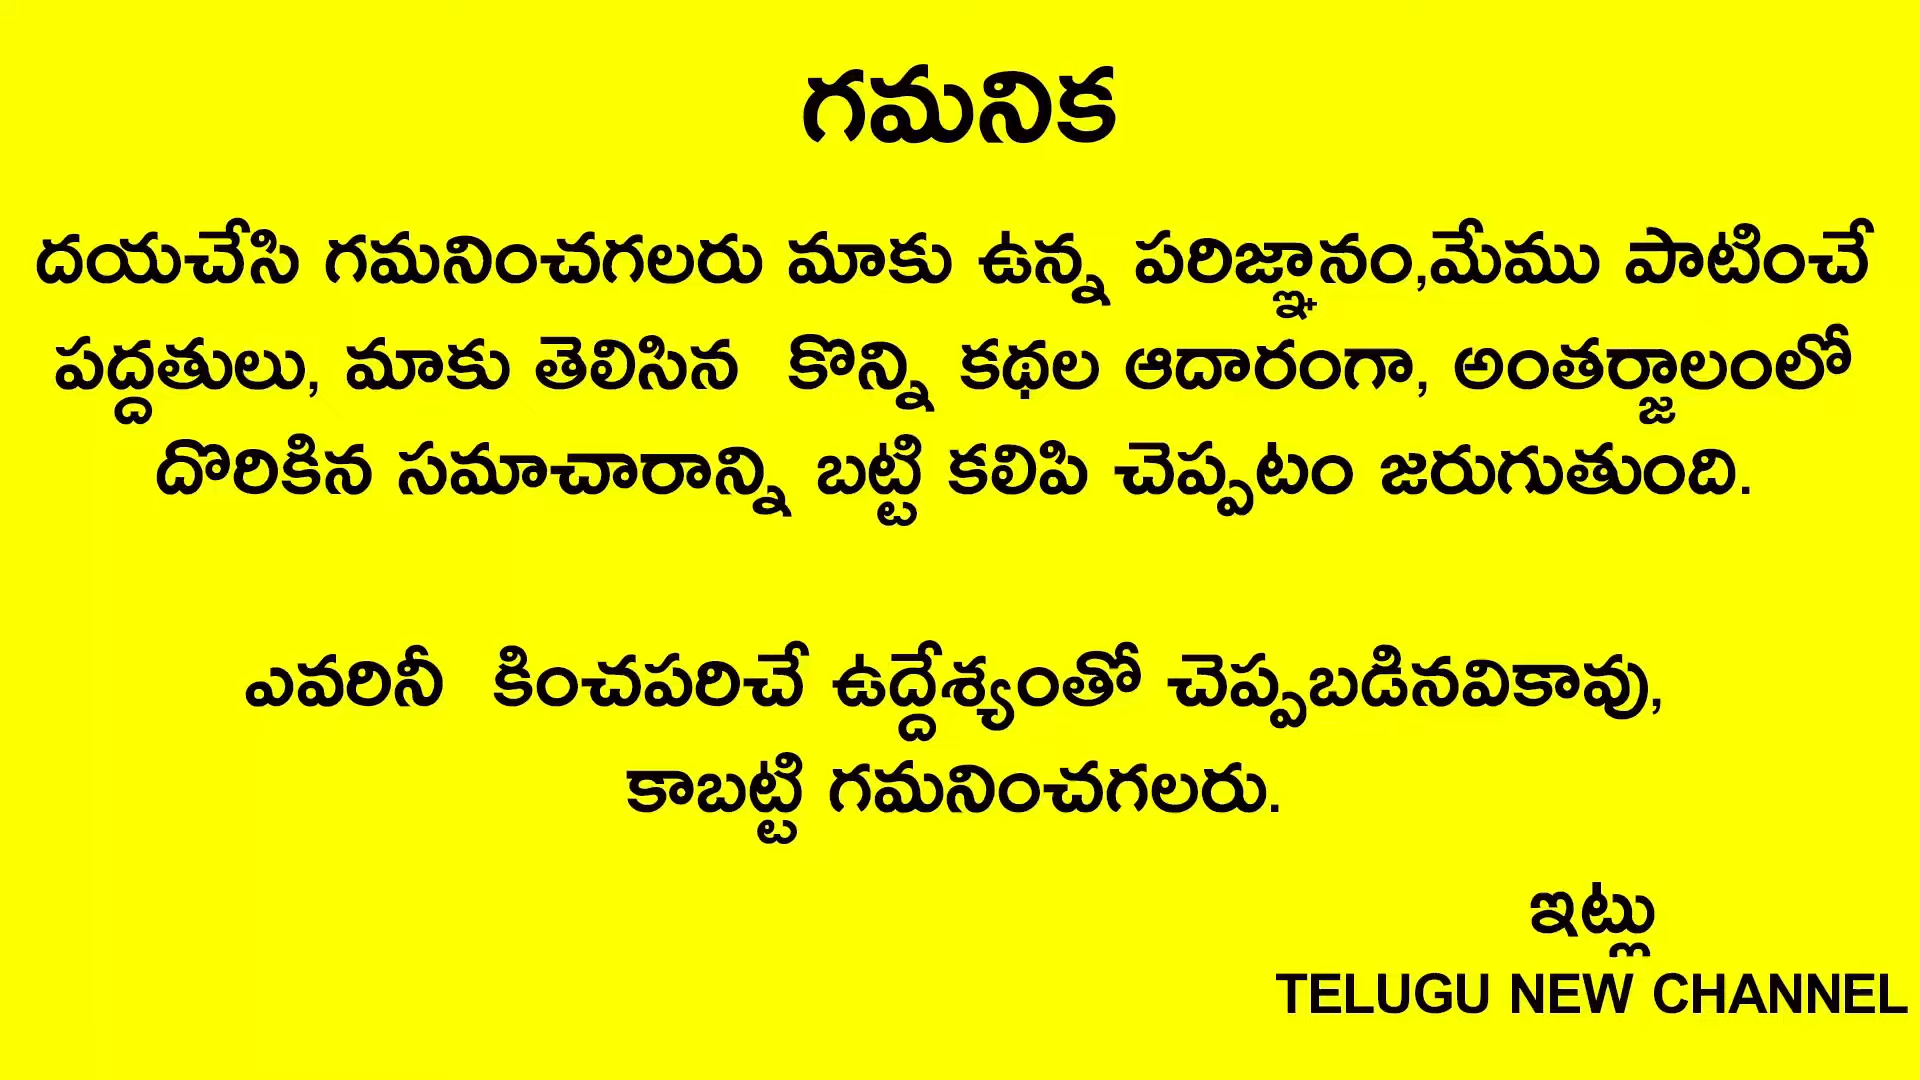 గమనిక
దయచేసి గమనించగలరు మాకు ఉన్న పరిజ్ఞానం,మేము పాటించే
పద్దతులు, మాకు తెలిసిన కొన్ని కథల ఆదారంగా, అంతర్జాలంలో
దొరికిన సమాచారాన్ని బట్టి కలిపి చెప్పటం జరుగుతుంది.
ఎవరినీ కించపరిచే ఉద్దేశ్యంతో చెప్పబడినవికావు,
కాబట్టి గమనించగలరు.
ఇట్లు
TELUGU NEW CHANNEL